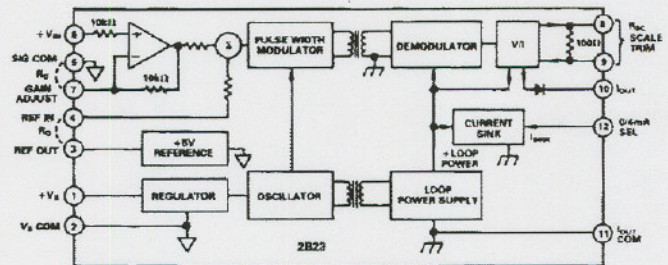 10kΩ
+VIN
6
SIG COM
5
RG
7
GAIN
ADJUST
10kΩ
REF IN
4
RO
REF OUT
3
+VS
1
VS COM
2
Σ
PULSE WIDTH
MODULATOR
DEMODULATOR
V/I
100Ω
8
RSC
SCALE
TRIM
9
10
IOUT
+5V
REFERENCE
CURRENT
SINK
ISINK
12
0/4mA
SEL
+LOOP
POWER
REGULATOR
OSCILLATOR
LOOP
POWER SUPPLY
2B23
11
IOUT
COM